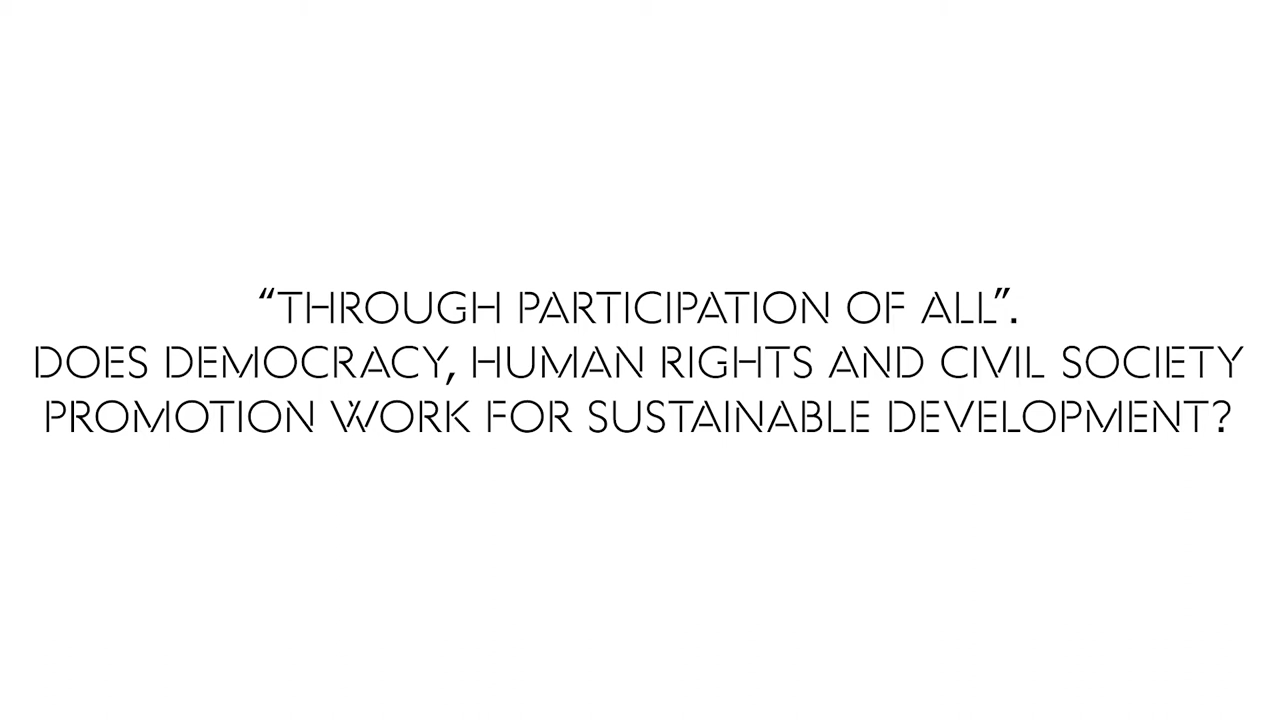 “THROUGH PARTICIPATION OF ALL”.
DOES DEMOCRACY, HUMAN RIGHTS AND CIVIL SOCIETY
PROMOTION WORK FOR SUSTAINABLE DEVELOPMENT?